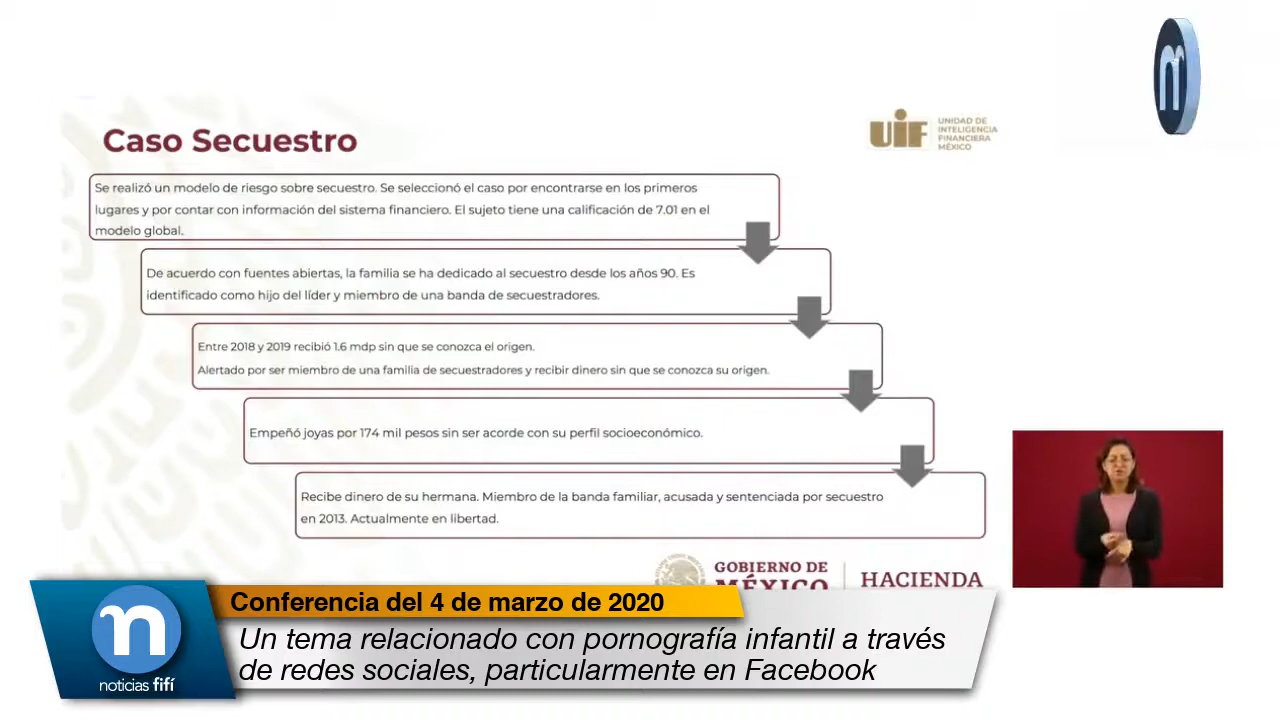 Caso Secuestro
UIF
UNIDAD DE
INTELIGENCIA
FINANCIERA
MÉXICO
Se realizó un modelo de riesgo sobre secuestro. Se seleccionó el caso por encontrarse en los primeros
lugares y por contar con información del sistema financiero. El sujeto tiene una calificación de 7.01 en el
modelo global.
De acuerdo con fuentes abiertas, la familia se ha dedicado al secuestro desde los años 90. Es
identificado como hijo del líder y miembro de una banda de secuestradores.
Entre 2018 y 2019 recibió 1.6 mdp sin que se conozca el origen.
Alertado por ser miembro de una familia de secuestradores y recibir dinero sin que se conozca su origen.
Empeñó joyas por 174 mil pesos sin ser acorde con su perfil socioeconómico.
Recibe dinero de su hermana. Miembro de la banda familiar, acusada y sentenciada por secuestro
en 2013. Actualmente en libertad.
GOBIERNO DE
MÉXICO
HACIENDA
Conferencia del 4 de marzo de 2020
Un tema relacionado con pornografía infantil a través
de redes sociales, particularmente en Facebook
n
noticias fifí